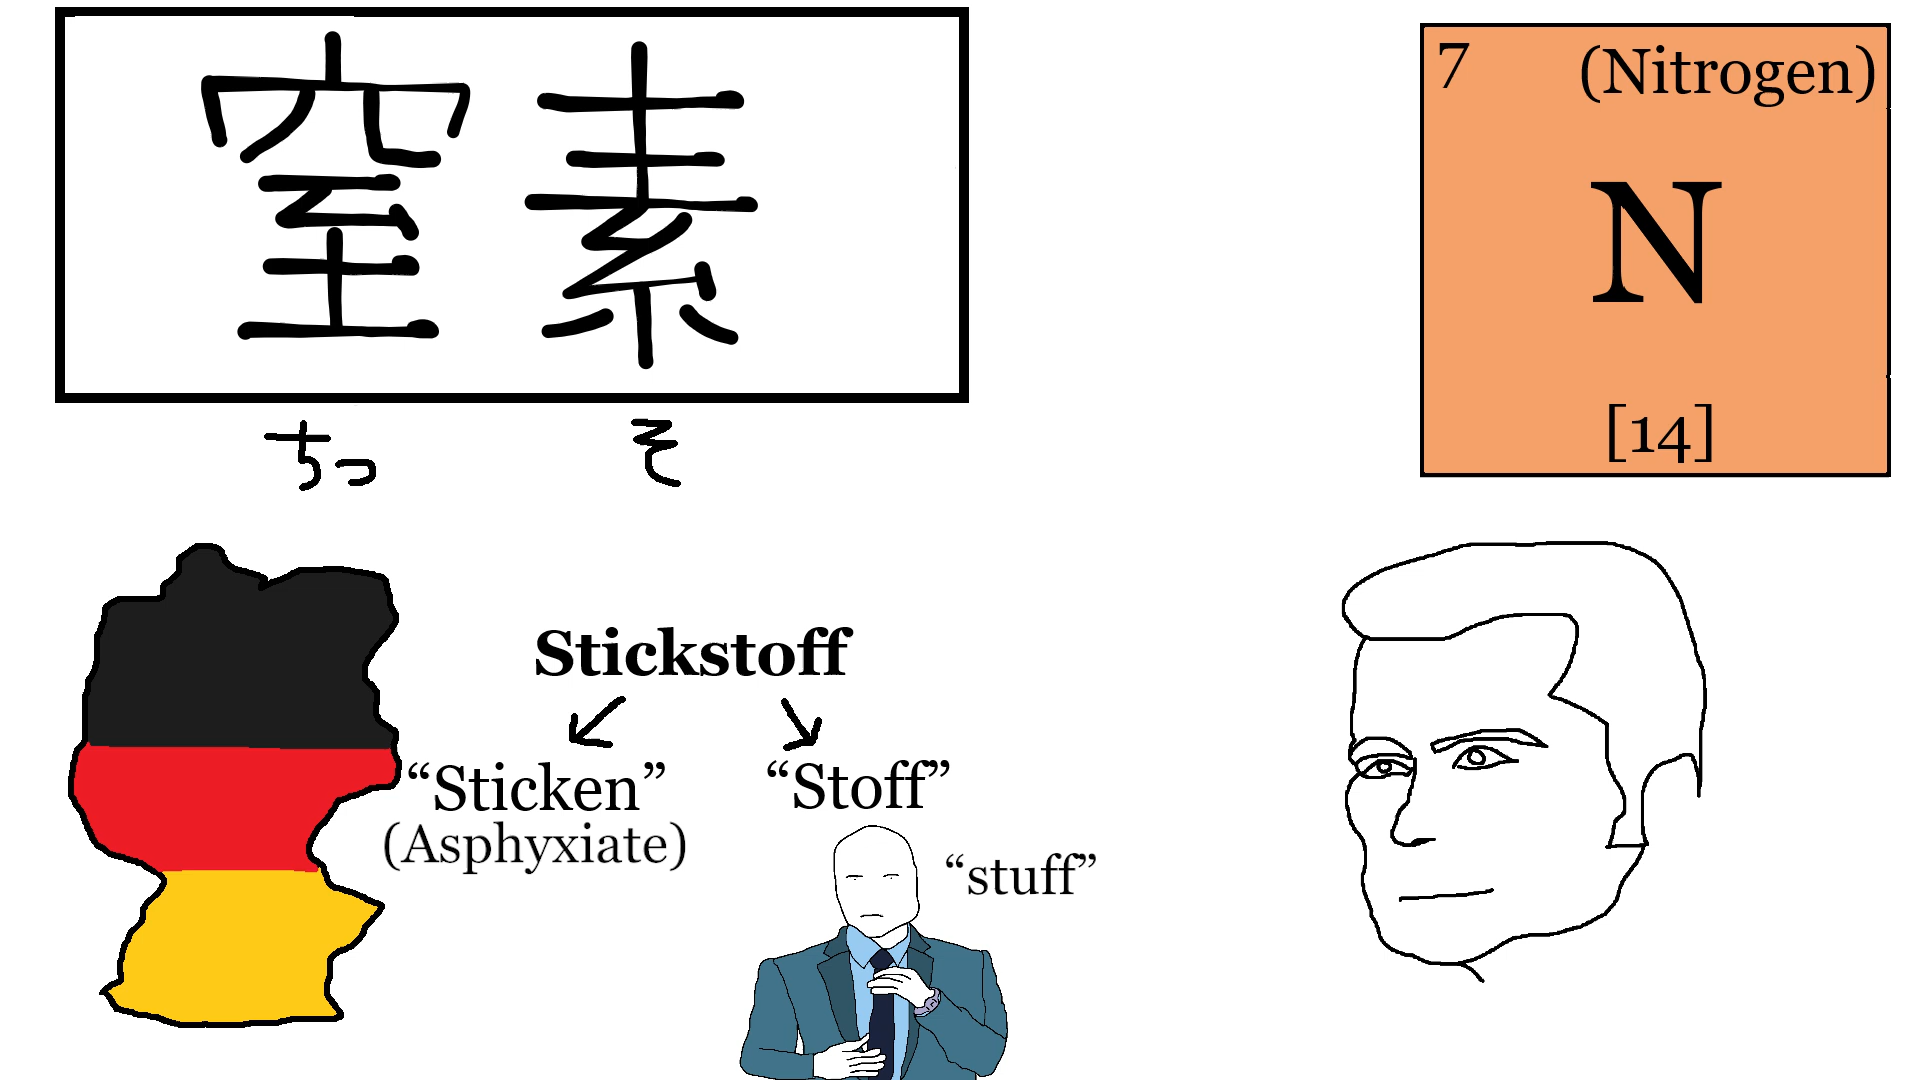 窒素
ちっ そ
7 (Nitrogen)
N
[14]
Stickstoff
“Sticken” “Stoff”
(Asphyxiate) “stuff”